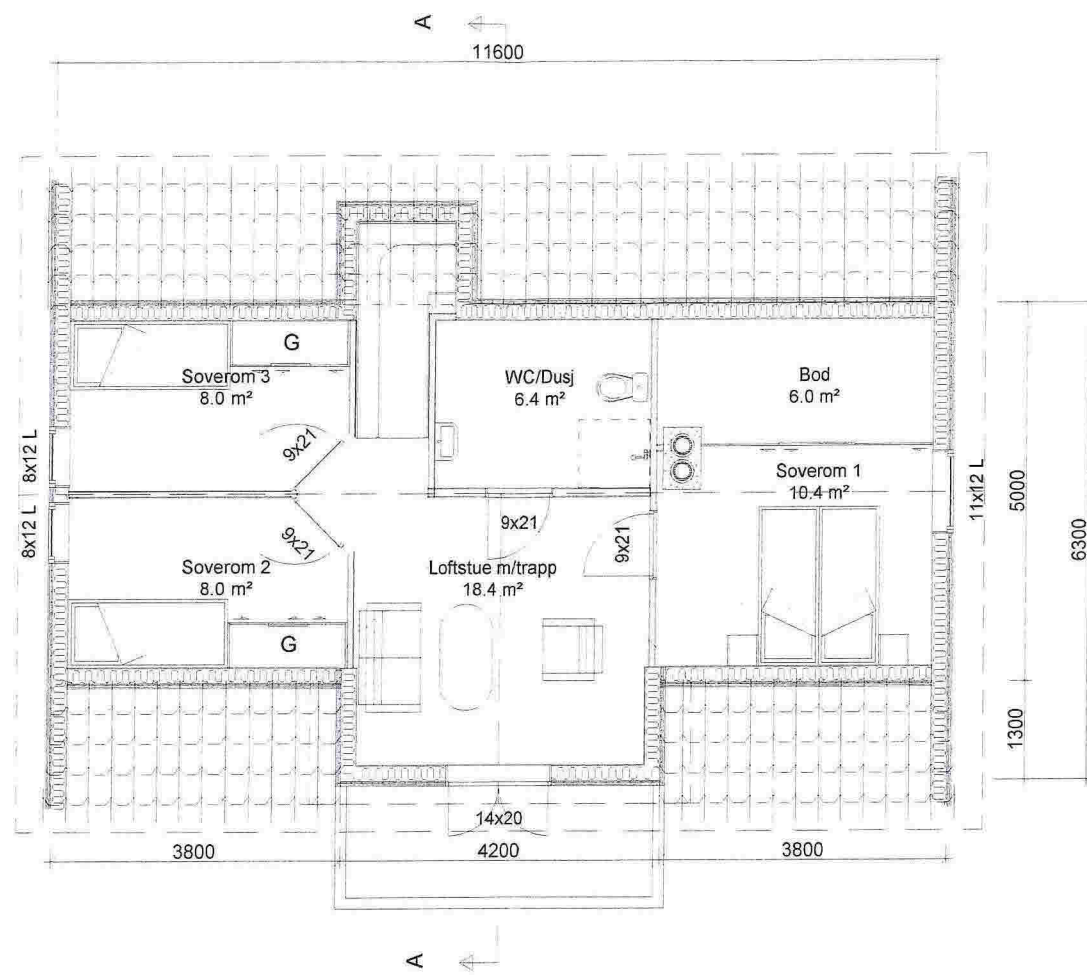 A
11600
G
Soverom 3
8.0 m²
WC/Dusj
6.4 m²
Bod
6.0 m²
8x12 L
9x21
Soverom 1
10.4 m²
11x12 L
5000
6300
8x12 L
9x21
9x21
9x21
Soverom 2
8.0 m²
Loftstue m/trapp
18.4 m²
G
1300
14x20
3800
4200
3800
A